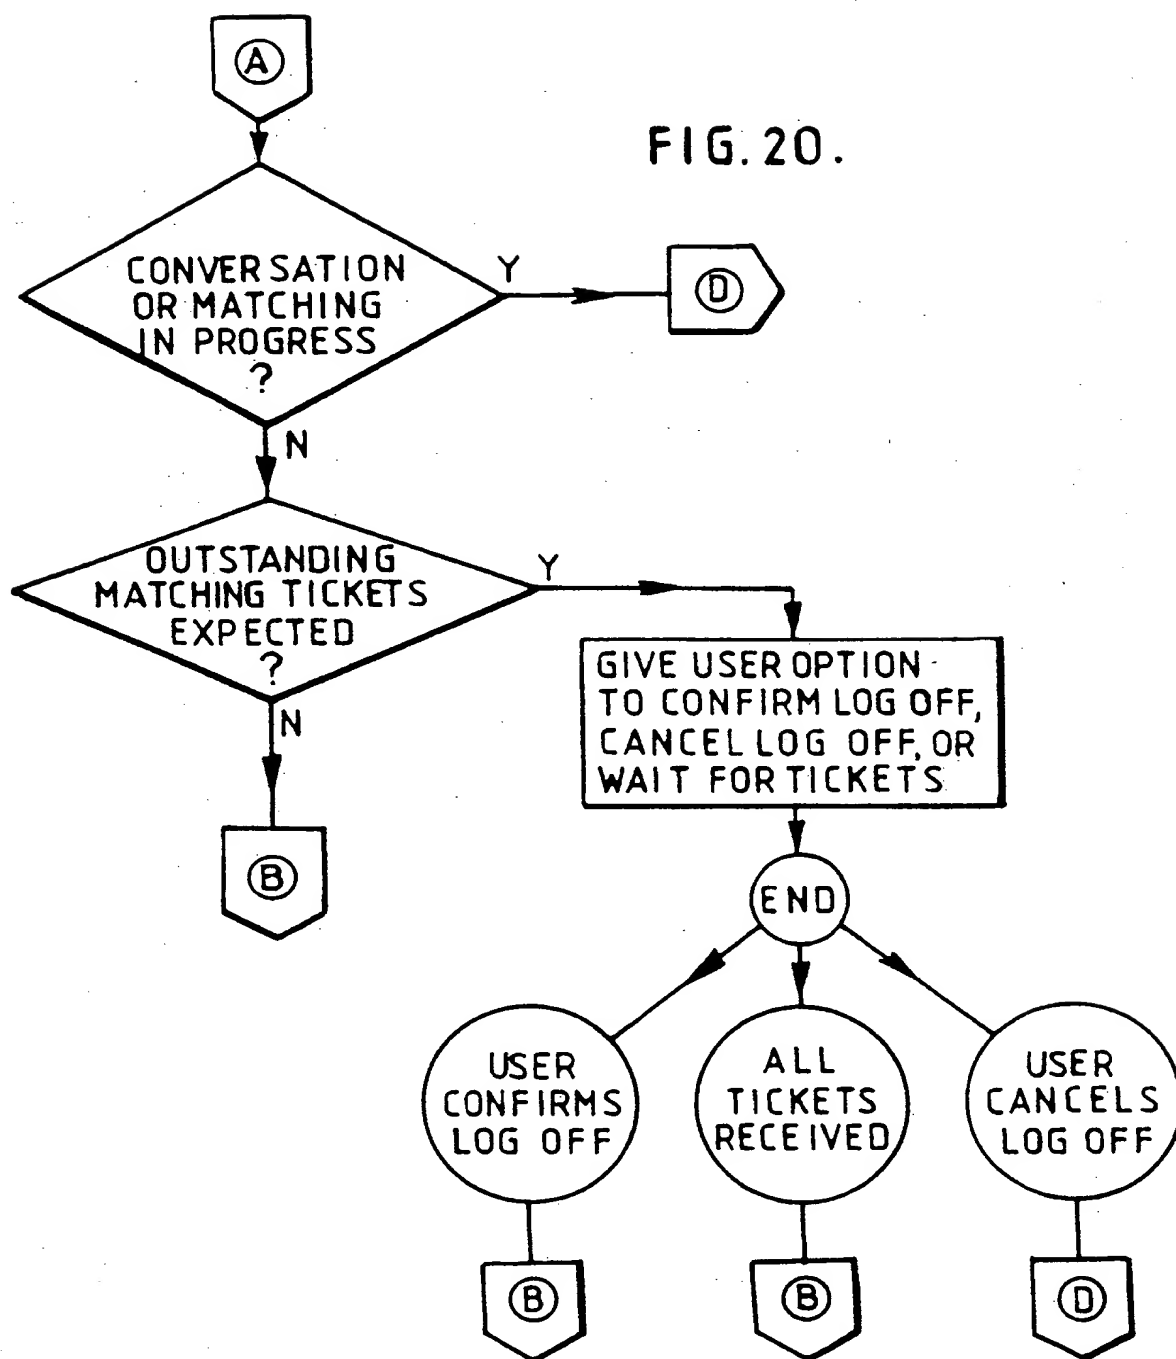 A
FIG. 20.
CONVERSATION
OR MATCHING
IN PROGRESS
?
Y
D
N
OUTSTANDING
MATCHING TICKETS
EXPECTED
?
Y
N
B
GIVE USER OPTION
TO CONFIRM LOG OFF,
CANCEL LOG OFF, OR
WAIT FOR TICKETS
END
USER
CONFIRMS
LOG OFF
ALL
TICKETS
RECEIVED
USER
CANCELS
LOG OFF
B
B
D